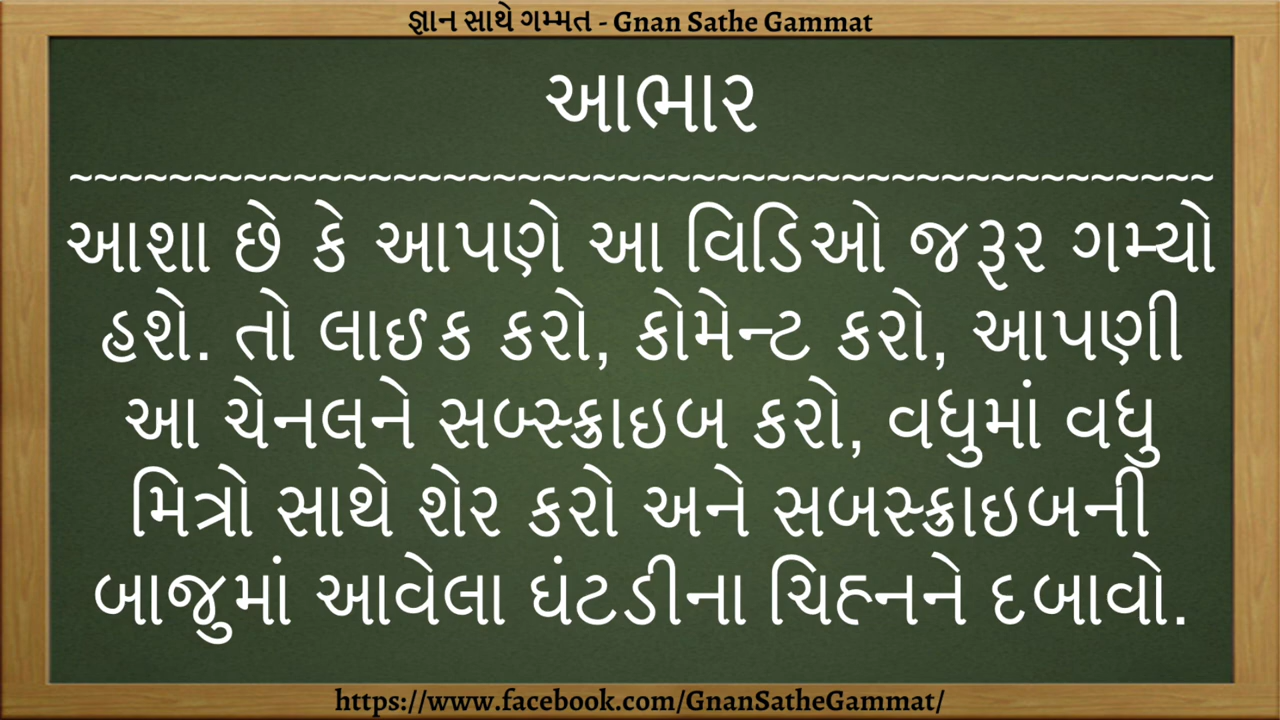 જ્ઞાન સાથે ગમ્મત - Gnan Sathe Gammat
આભાર
~~~~~~~~~~~~~~~~~~~~~~~~~~~~~~~~~~~~~~~~~~~~~~
આશા છે કે આપણે આ વિડિઓ જરૂર ગમ્યો
હશે. તો લાઈક કરો, કોમેન્ટ કરો, આપણી
આ ચેનલને સબ્સ્ક્રાઇબ કરો, વધુમાં વધુ
મિત્રો સાથે શેર કરો અને સબસ્ક્રાઇબની
બાજુમાં આવેલા ઘંટડીના ચિહ્નને દબાવો.
https://www.facebook.com/GnanSatheGammat/